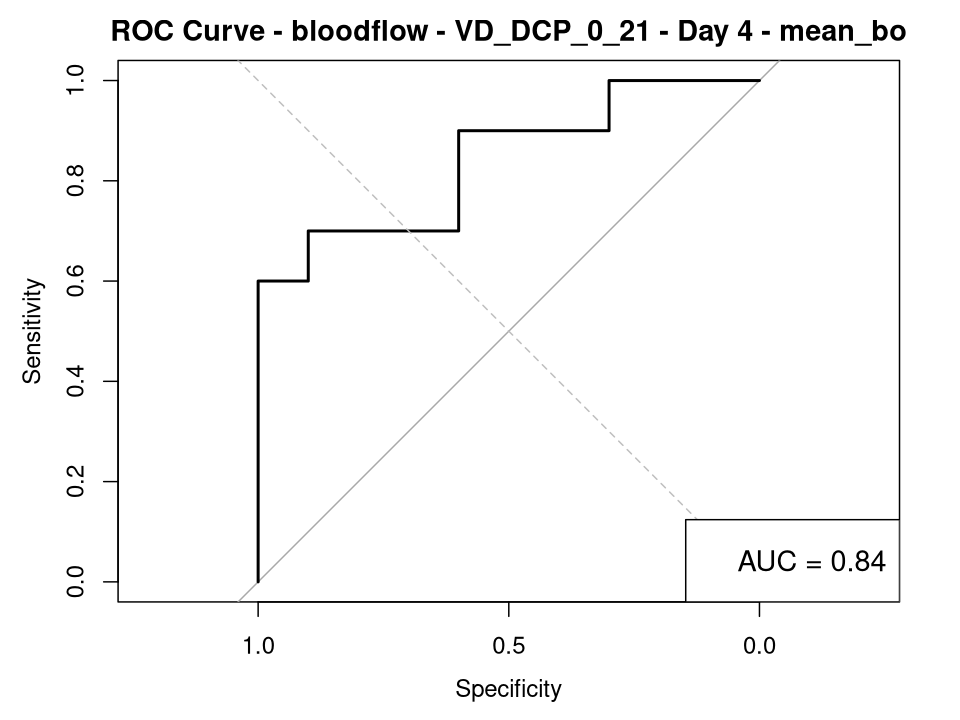 ROC Curve - bloodflow - VD_DCP_0_21 - Day 4 - mean_bo
Sensitivity
1.0
0.8
0.6
0.4
0.2
0.0
AUC = 0.84
1.0 0.5 0.0
Specificity